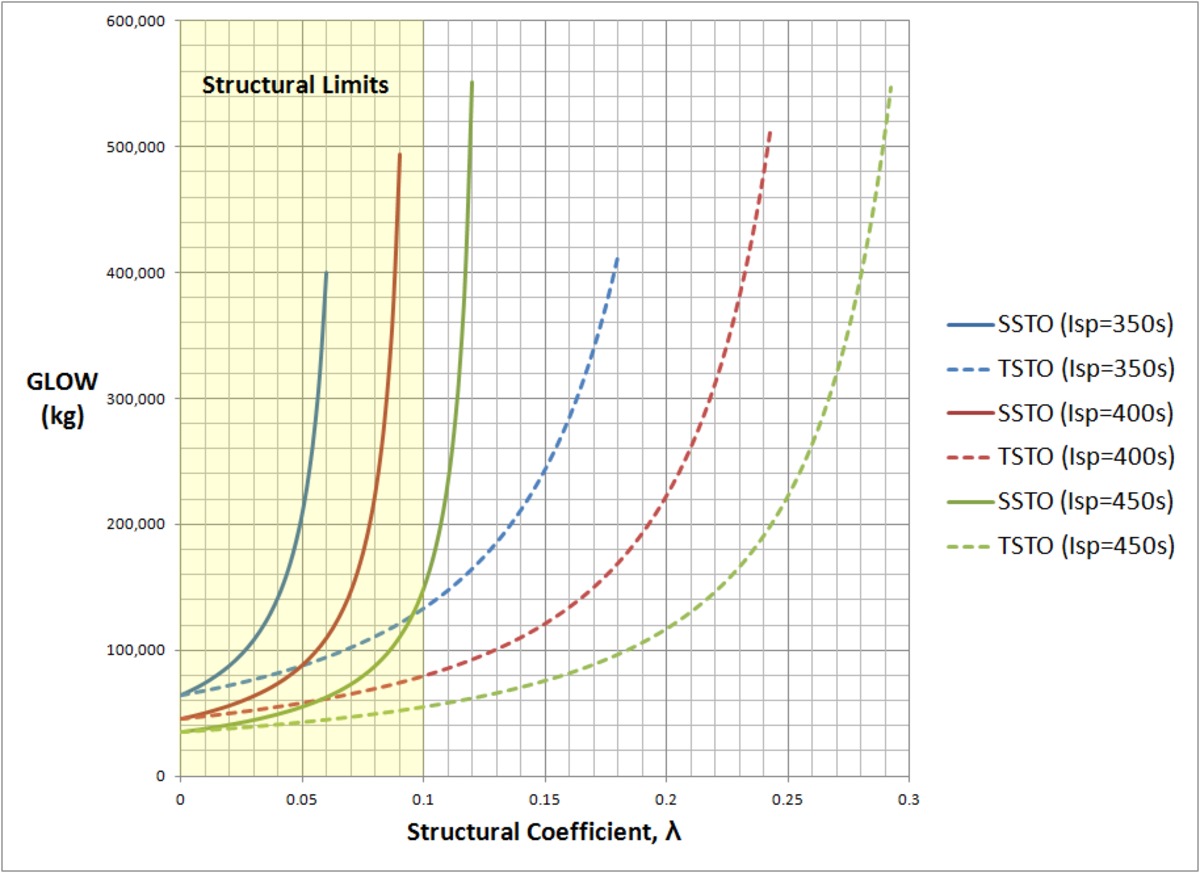 600,000
Structural Limits
500,000
400,000
GLOW
(kg)
300,000
200,000
100,000
0
0 0.05 0.1 0.15 0.2 0.25 0.3
Structural Coefficient, λ
SSTO (Isp=350s)
TSTO (Isp=350s)
SSTO (Isp=400s)
TSTO (Isp=400s)
SSTO (Isp=450s)
TSTO (Isp=450s)